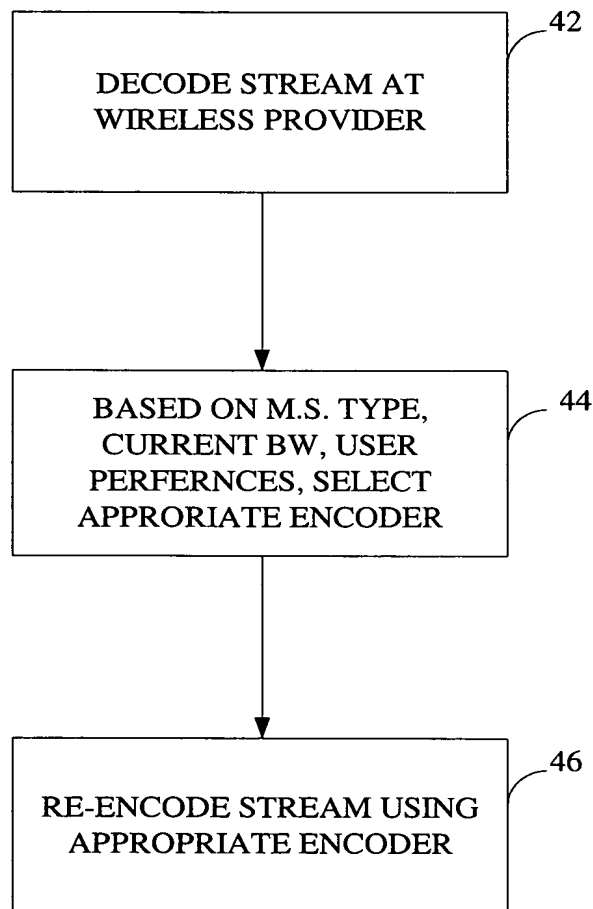 42
DECODE STREAM AT
WIRELESS PROVIDER
44
BASED ON M.S. TYPE,
CURRENT BW, USER
PERFERNCES, SELECT
APPRORIATE ENCODER
46
RE-ENCODE STREAM USING
APPROPRIATE ENCODER